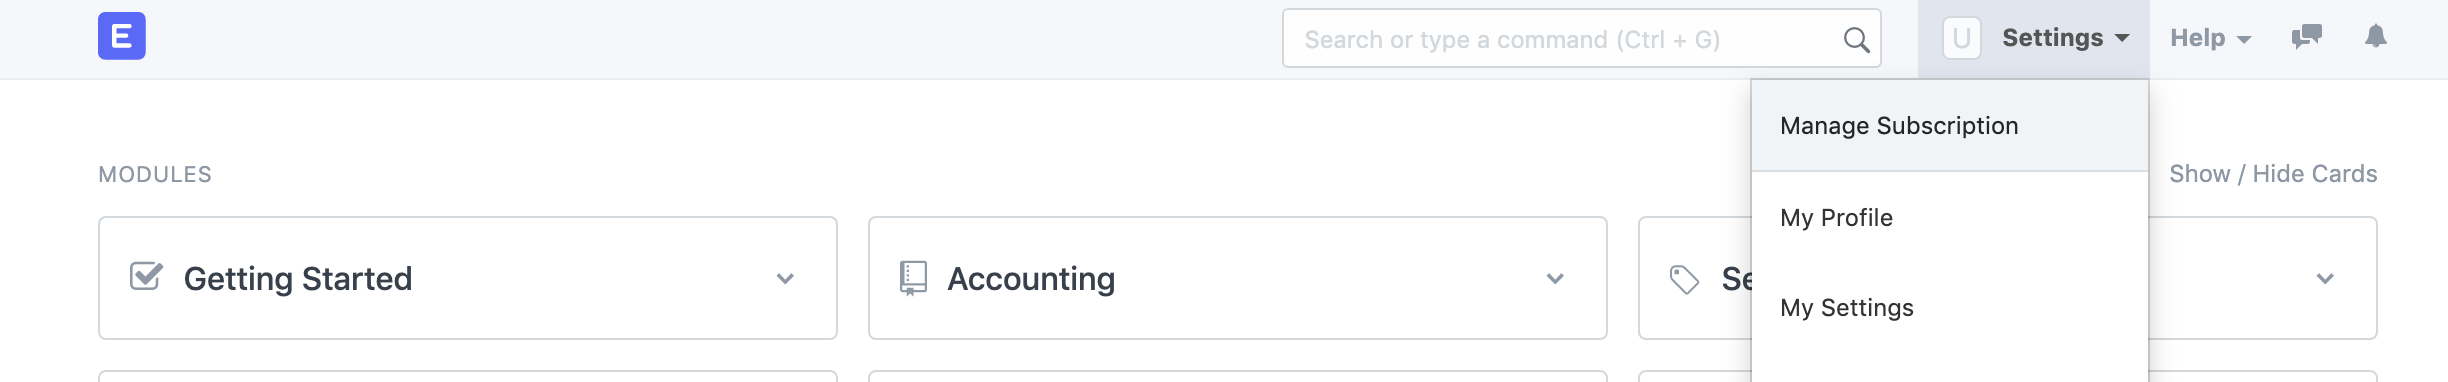 E
Search or type a command (Ctrl + G)
U
Settings
Help
Manage Subscription
MODULES
Show / Hide Cards
My Profile
Getting Started
Accounting
Se
My Settings